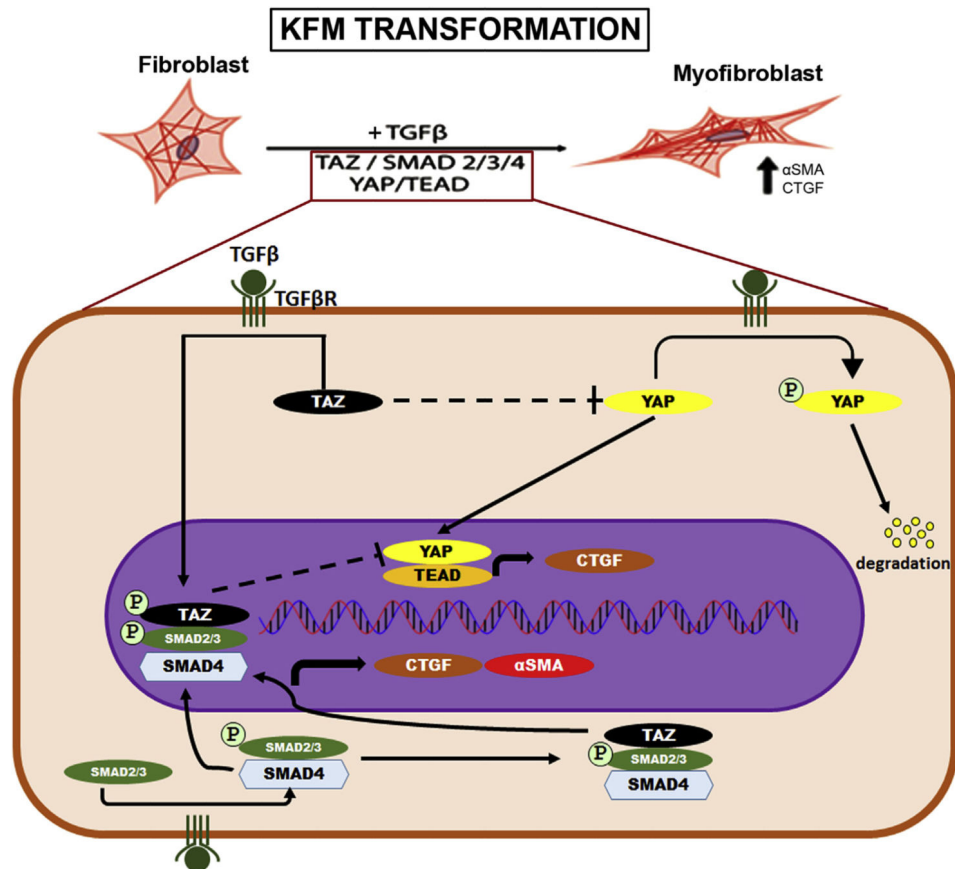 KFM TRANSFORMATION
Fibroblast
Myofibroblast
+ TGFβ
TAZ / SMAD 2/3/4
YAP/TEAD
αSMA
CTGF
TGFβ
TGFβR
TAZ
YAP
P
YAP
degradation
YAP
TEAD
CTGF
P
TAZ
P
SMAD2/3
SMAD4
CTGF
αSMA
P
SMAD2/3
SMAD4
SMAD2/3
TAZ
P
SMAD2/3
SMAD4